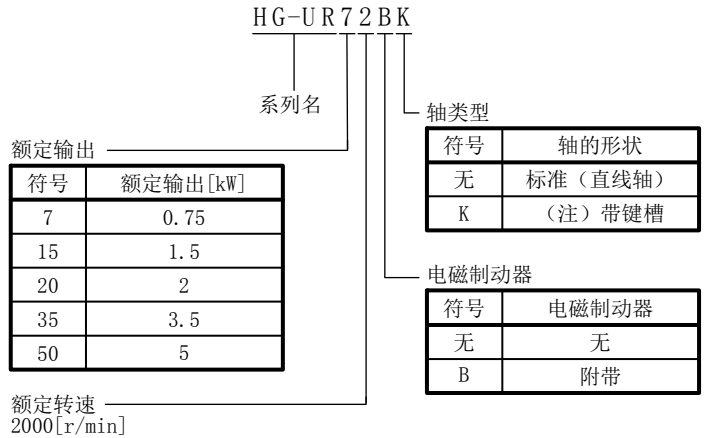 HG-UR72BK
系列名
轴类型
符号 轴的形状
无 标准（直线轴）
K （注）带键槽
额定输出
符号 额定输出[kW]
7 0.75
15 1.5
20 2
35 3.5
50 5
电磁制动器
符号 电磁制动器
无 无
B 附带
额定转速
2000[r/min]